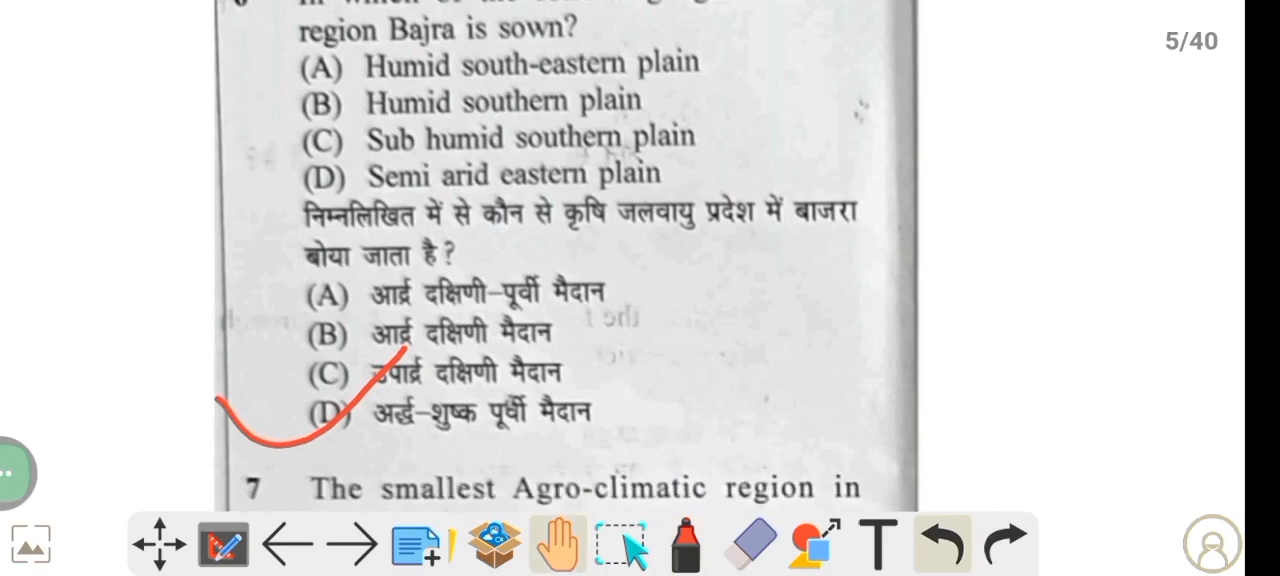 5/40
region Bajra is sown?
(A) Humid south-eastern plain
(B) Humid southern plain
(C) Sub humid southern plain
(D) Semi arid eastern plain
निम्नलिखित में से कौन से कृषि जलवायु प्रदेश में बाजरा
बोया जाता है?
(A) आर्द्र दक्षिणी-पूर्वी मैदान
(B) आर्द्र दक्षिणी मैदान
(C) उपार्द्र दक्षिणी मैदान
(D) अर्द्ध-शुष्क पूर्वी मैदान
7 The smallest Agro-climatic region in
T